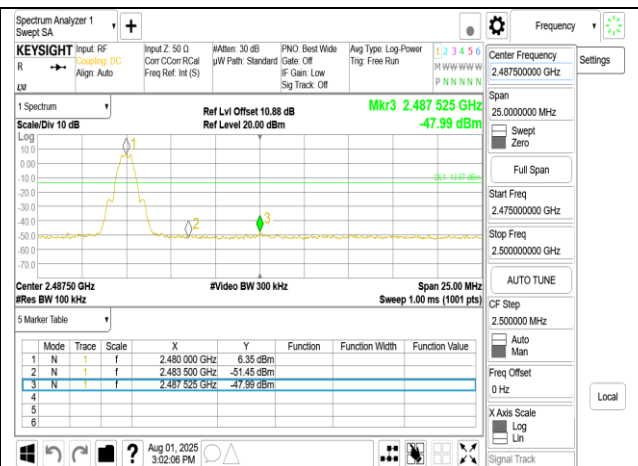 Spectrum Analyzer 1
Swept SA
+
Frequency
KEYSIGHT Input: RF
R
Coupling: DC
Align: Auto
Input Z: 50 Ω
Corr CCorr RCal
Freq Ref: Int (S)
#Atten: 30 dB
µW Path: Standard
PNO: Best Wide
Gate: Off
IF Gain: Low
Sig Track: Off
Avg Type: Log-Power
Trig: Free Run
1 2 3 4 5 6
M W W W W W
P N N N N N
LXI
1 Spectrum
Scale/Div 10 dB
Ref Lvl Offset 10.88 dB
Ref Level 20.00 dBm
Mkr3 2.487 525 GHz
-47.99 dBm
Log
10.0
0.00
-10.0
-20.0
-30.0
-40.0
-50.0
-60.0
-70.0
1
2
3
DL1 -13.67 dBm
Center 2.48750 GHz
#Res BW 100 kHz
#Video BW 300 kHz
Span 25.00 MHz
Sweep 1.00 ms (1001 pts)
5 Marker Table
Mode Trace Scale X Y Function Function Width Function Value
1 N 1 f 2.480 000 GHz 6.35 dBm
2 N 1 f 2.483 500 GHz -51.45 dBm
3 N 1 f 2.487 525 GHz -47.99 dBm
4
5
6
?
Aug 01, 2025
3:02:06 PM
Center Frequency
2.487500000 GHz
Span
25.0000000 MHz
Swept
Zero
Full Span
Start Freq
2.475000000 GHz
Stop Freq
2.500000000 GHz
AUTO TUNE
CF Step
2.500000 MHz
Auto
Man
Freq Offset
0 Hz
X Axis Scale
Log
Lin
Signal Track
Settings
Local